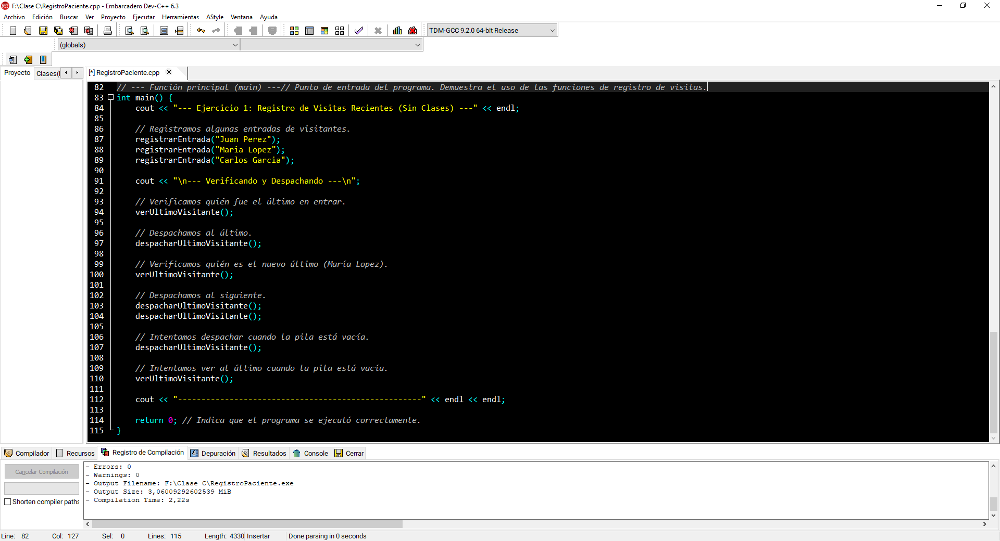 F:\Clase C\RegistroPaciente.cpp - Embarcadero Dev-C++ 6.3
Archivo Edición Buscar Ver Proyecto Ejecutar Herramientas AStyle Ventana Ayuda
TDM-GCC 9.2.0 64-bit Release
(globals)
Proyecto Clases( [*] RegistroPaciente.cpp
82 // --- Función principal (main) ---// Punto de entrada del programa. Demuestra el uso de las funciones de registro de visitas.
83 int main() {
84     cout << "--- Ejercicio 1: Registro de Visitas Recientes (Sin Clases) ---" << endl;
85
86     // Registramos algunas entradas de visitantes.
87     registrarEntrada("Juan Perez");
88     registrarEntrada("Maria Lopez");
89     registrarEntrada("Carlos Garcia");
90
91     cout << "\n--- Verificando y Despachando ---\n";
92
93     // Verificamos quién fue el último en entrar.
94     verUltimoVisitante();
95
96     // Despachamos al último.
97     despacharUltimoVisitante();
98
99     // Verificamos quién es el nuevo último (María Lopez).
100     verUltimoVisitante();
101
102     // Despachamos al siguiente.
103     despacharUltimoVisitante();
104     despacharUltimoVisitante();
105
106     // Intentamos despachar cuando la pila está vacía.
107     despacharUltimoVisitante();
108
109     // Intentamos ver al último cuando la pila está vacía.
110     verUltimoVisitante();
111
112     cout << "----------------------------------------------------" << endl << endl;
113
114     return 0; // Indica que el programa se ejecutó correctamente.
115 }
Compilador Recursos Registro de Compilación Depuración Resultados Console Cerrar
Cancelar Compilación
Shorten compiler paths
- Errors: 0
- Warnings: 0
- Output Filename: F:\Clase C\RegistroPaciente.exe
- Output Size: 3,06009292602539 MiB
- Compilation Time: 2,22s
Line: 82 Col: 127 Sel: 0 Lines: 115 Length: 4330 Insertar Done parsing in 0 seconds